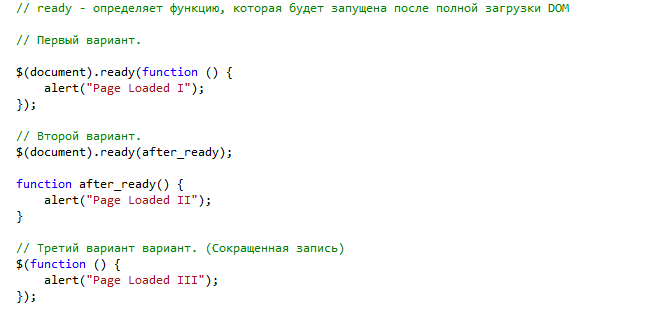 // ready - определяет функцию, которая будет запущена после полной загрузки DOM
// Первый вариант.
$(document).ready(function () {
    alert("Page Loaded I");
});
// Второй вариант.
$(document).ready(after_ready);
function after_ready() {
    alert("Page Loaded II");
}
// Третий вариант вариант. (Сокращенная запись)
$(function () {
    alert("Page Loaded III");
});